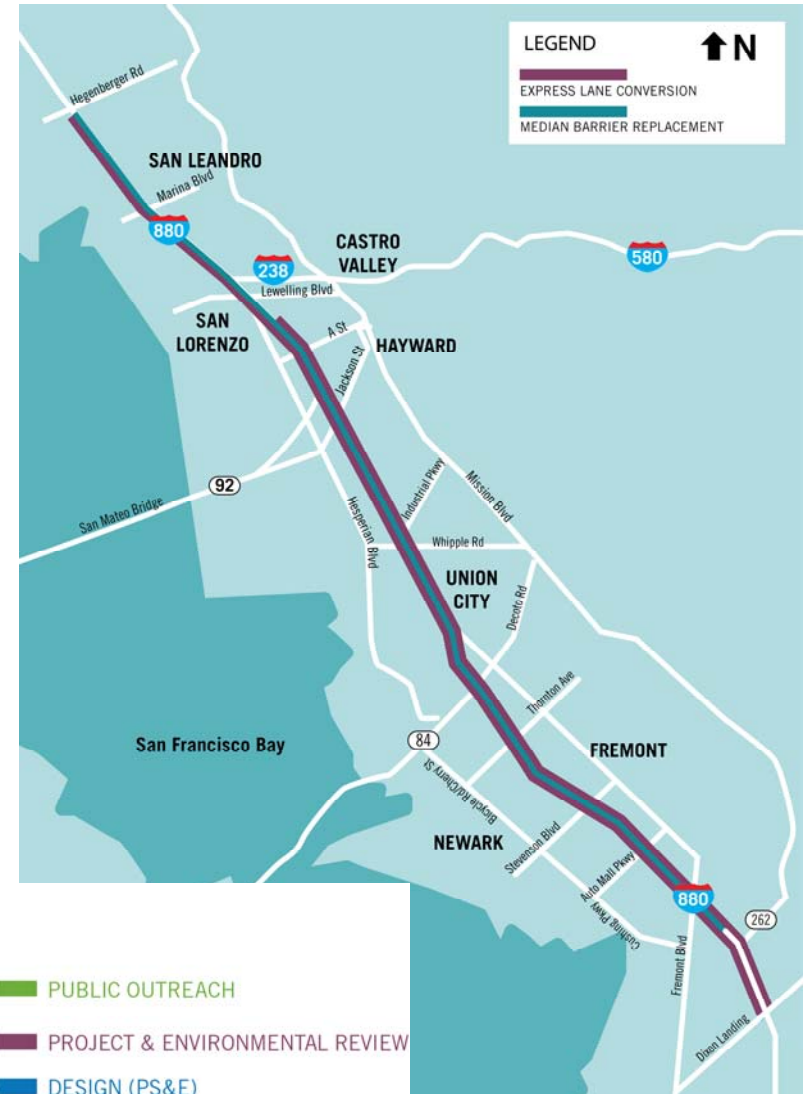 LEGEND
N
EXPRESS LANE CONVERSION
MEDIAN BARRIER REPLACEMENT
Hegenberger Rd
SAN LEANDRO
Marina Blvd
880
238
CASTRO
VALLEY
580
Lewelling Blvd
SAN
LORENZO
A St
HAYWARD
Jackson St
92
San Mateo Bridge
Hesperian Blvd
Industrial Pkwy
Mission Blvd
Whipple Rd
UNION
CITY
Decoto Rd
Thornton Ave
San Francisco Bay
84
FREMONT
Bicycle Rd/Cherry St
NEWARK
Stevenson Blvd
Auto Mall Pkwy
880
262
Cushing Pkwy
Fremont Blvd
Dixon Landing
PUBLIC OUTREACH
PROJECT & ENVIRONMENTAL REVIEW
DESIGN (PS&E)